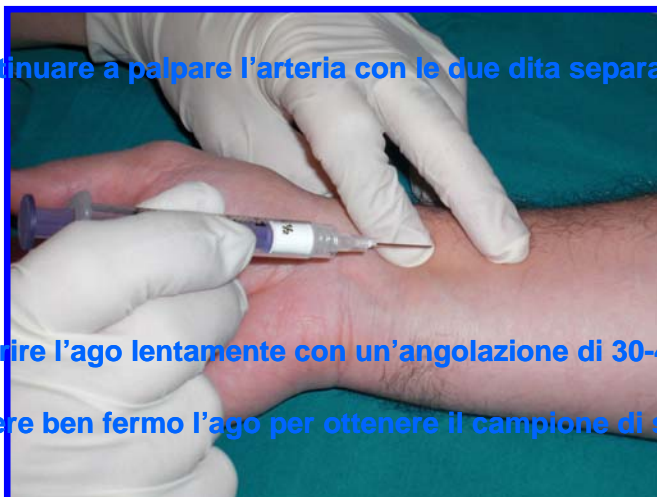 tinuare a palpare l’arteria con le due dita separa
rire l’ago lentamente con un’angolazione di 30-4
ere ben fermo l’ago per ottenere il campione di s